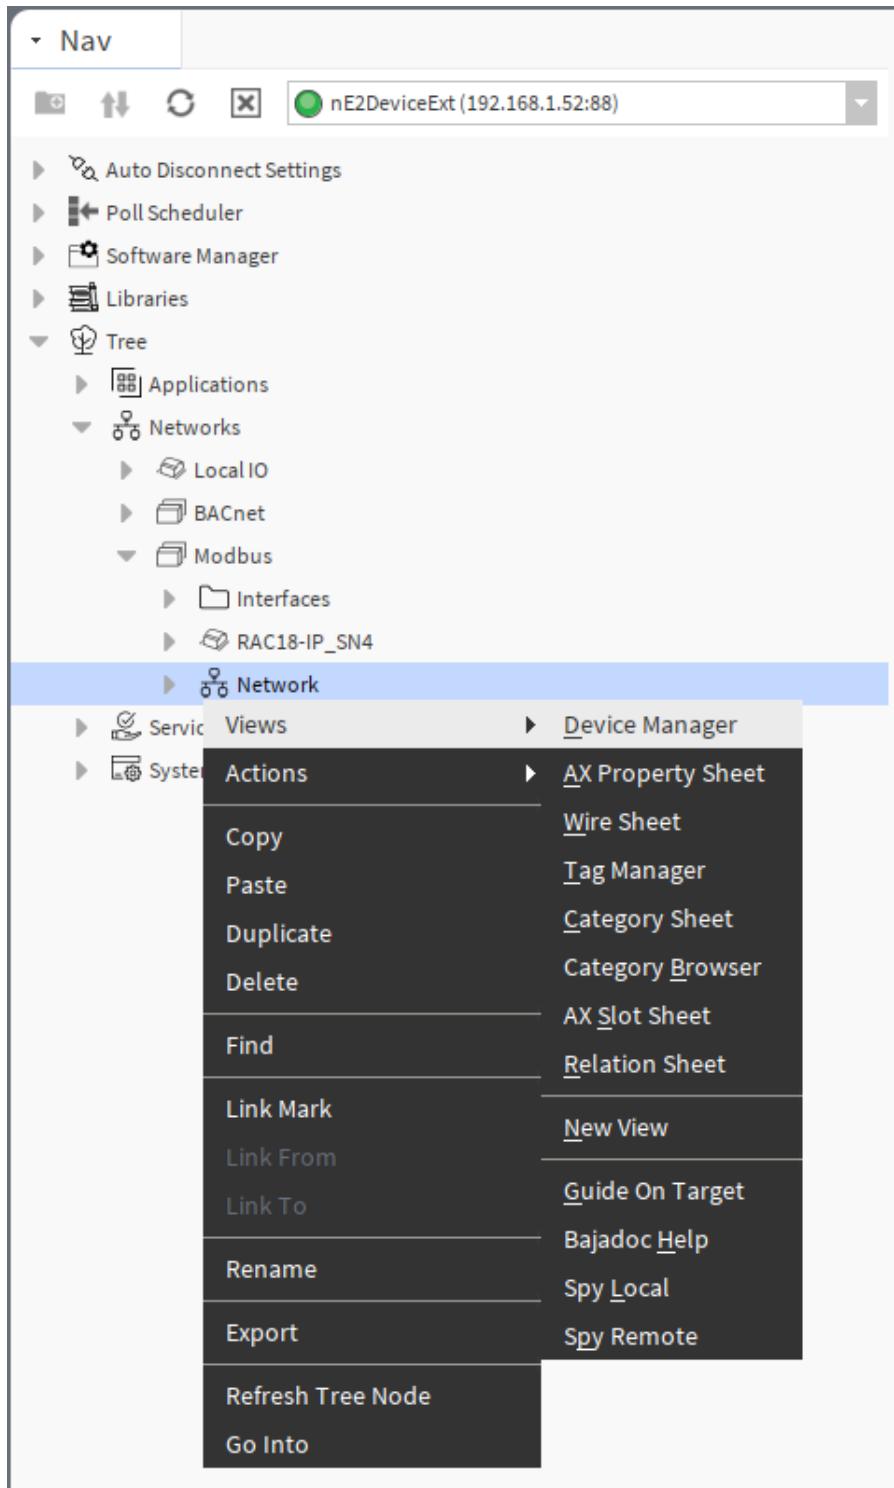 Nav
nE2DeviceExt (192.168.1.52:88)
Auto Disconnect Settings
Poll Scheduler
Software Manager
Libraries
Tree
Applications
Networks
Local IO
BACnet
Modbus
Interfaces
RAC18-IP_SN4
Network
Servic
Syste
Views
Actions
Copy
Paste
Duplicate
Delete
Find
Link Mark
Link From
Link To
Rename
Export
Refresh Tree Node
Go Into
Device Manager
AX Property Sheet
Wire Sheet
Tag Manager
Category Sheet
Category Browser
AX Slot Sheet
Relation Sheet
New View
Guide On Target
Bajadoc Help
Spy Local
Spy Remote